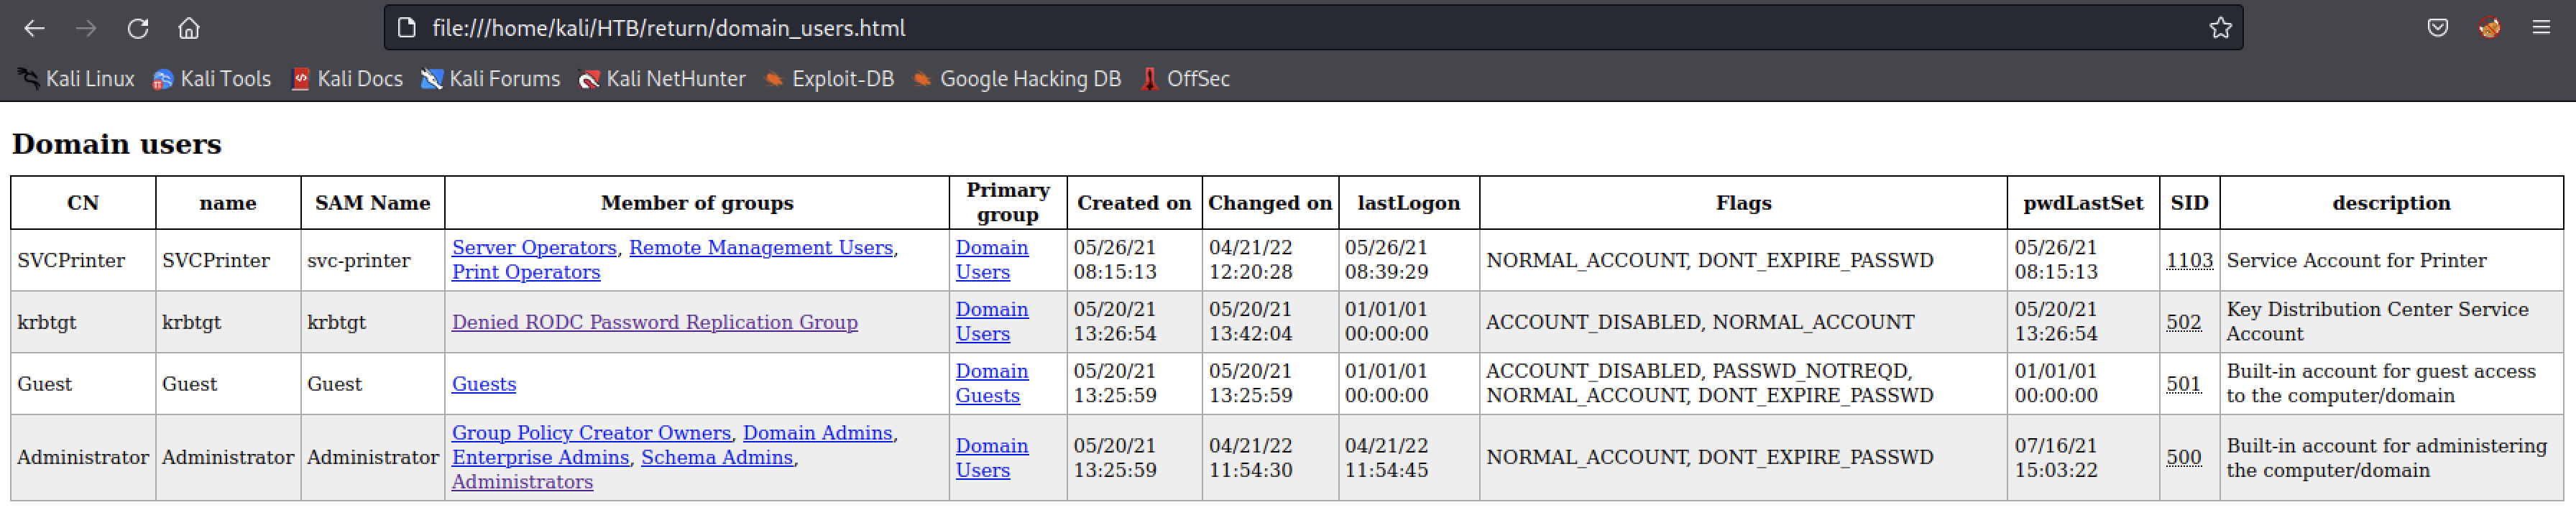 file:///home/kali/HTB/return/domain_users.html
Kali Linux Kali Tools Kali Docs Kali Forums Kali NetHunter Exploit-DB Google Hacking DB OffSec
Domain users
CN name SAM Name Member of groups Primary group Created on Changed on lastLogon Flags pwdLastSet SID description
SVCPrinter SVCPrinter svc-printer Server Operators, Remote Management Users, Print Operators Domain Users 05/26/21 08:15:13 04/21/22 12:20:28 05/26/21 08:39:29 NORMAL_ACCOUNT, DONT_EXPIRE_PASSWD 05/26/21 08:15:13 1103 Service Account for Printer
krbtgt krbtgt krbtgt Denied RODC Password Replication Group Domain Users 05/20/21 13:26:54 05/20/21 13:42:04 01/01/01 00:00:00 ACCOUNT_DISABLED, NORMAL_ACCOUNT 05/20/21 13:26:54 502 Key Distribution Center Service Account
Guest Guest Guest Guests Domain Guests 05/20/21 13:25:59 05/20/21 13:25:59 01/01/01 00:00:00 ACCOUNT_DISABLED, PASSWD_NOTREQD, NORMAL_ACCOUNT, DONT_EXPIRE_PASSWD 01/01/01 00:00:00 501 Built-in account for guest access to the computer/domain
Administrator Administrator Administrator Group Policy Creator Owners, Domain Admins, Enterprise Admins, Schema Admins, Administrators Domain Users 05/20/21 13:25:59 04/21/22 11:54:30 04/21/22 11:54:45 NORMAL_ACCOUNT, DONT_EXPIRE_PASSWD 07/16/21 15:03:22 500 Built-in account for administering the computer/domain